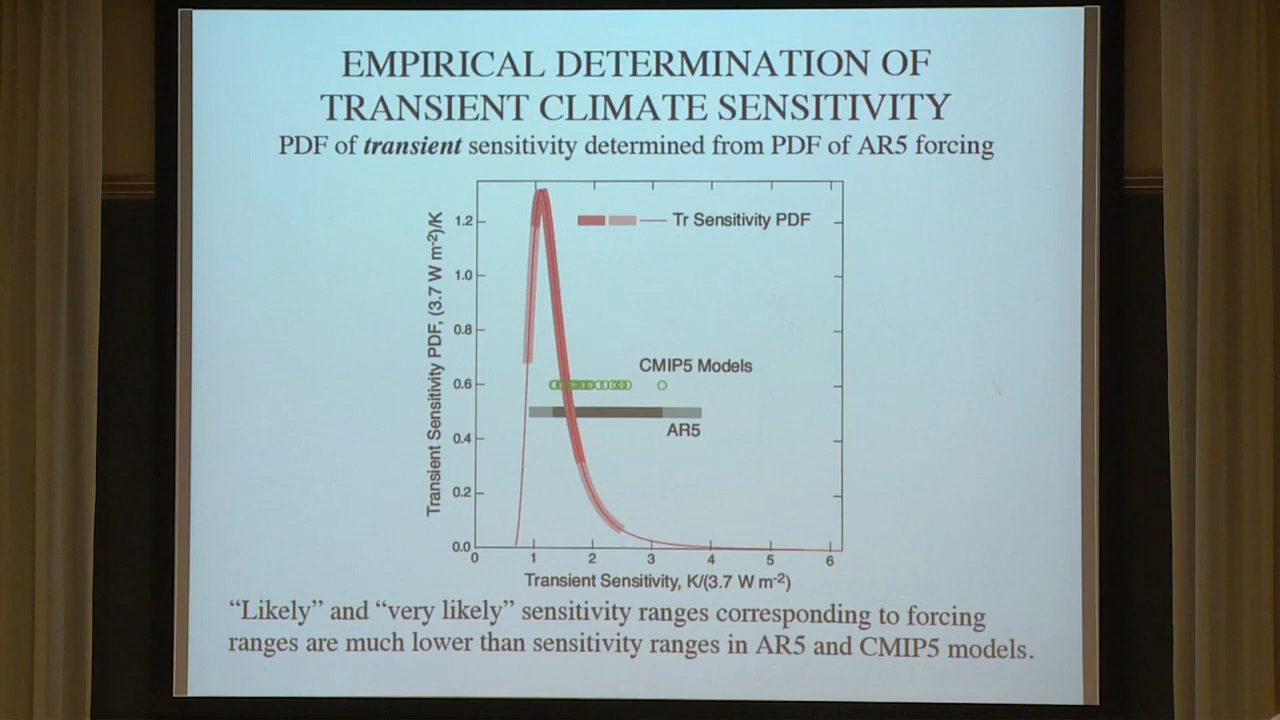 EMPIRICAL DETERMINATION OF
TRANSIENT CLIMATE SENSITIVITY
PDF of transient sensitivity determined from PDF of AR5 forcing
Transient Sensitivity PDF, (3.7 W m-2)/K
1.2
1.0
0.8
0.6
0.4
0.2
0.0
Tr Sensitivity PDF
CMIP5 Models
AR5
0 1 2 3 4 5 6
Transient Sensitivity, K/(3.7 W m-2)
“Likely” and “very likely” sensitivity ranges corresponding to forcing
ranges are much lower than sensitivity ranges in AR5 and CMIP5 models.